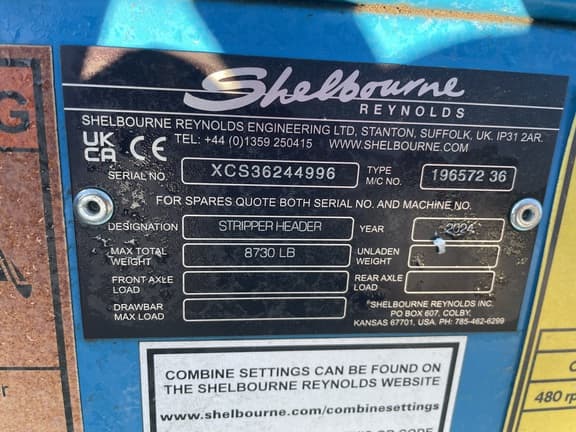 Shelbourne
REYNOLDS
SHELBOURNE REYNOLDS ENGINEERING LTD, STANTON, SUFFOLK, UK. IP31 2AR.
UK
CA CE
TEL: +44 (0)1359 250415 WWW.SHELBOURNE.COM
SERIAL NO. XCS36244996 TYPE M/C NO. 196572 36
FOR SPARES QUOTE BOTH SERIAL NO. AND MACHINE NO.
DESIGNATION STRIPPER HEADER YEAR 2024
MAX TOTAL WEIGHT 8730 LB UNLADEN WEIGHT
FRONT AXLE LOAD REAR AXLE LOAD
DRAWBAR MAX LOAD
©SHELBOURNE REYNOLDS INC.
PO BOX 607, COLBY,
KANSAS 67701, USA. PH: 785-462-6299
COMBINE SETTINGS CAN BE FOUND ON
THE SHELBOURNE REYNOLDS WEBSITE
www.shelbourne.com/combinesettings
G
A
r
480 rp